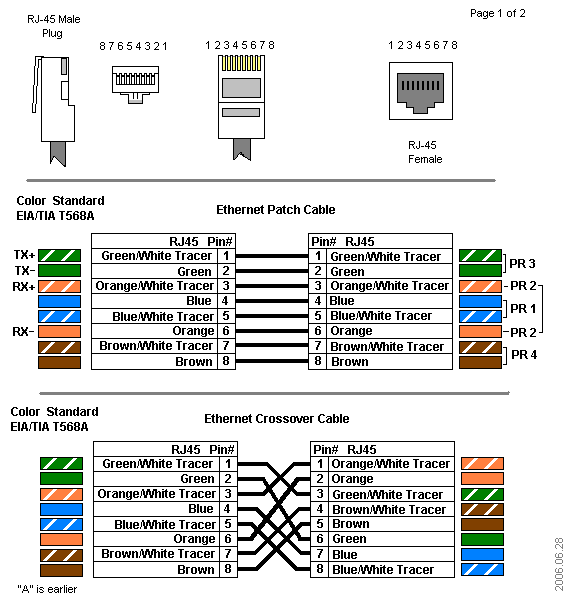 Page 1 of 2
RJ-45 Male
Plug
8 7 6 5 4 3 2 1
1 2 3 4 5 6 7 8
1 2 3 4 5 6 7 8
RJ-45
Female
Color Standard
EIA/TIA T568A
Ethernet Patch Cable
RJ45 Pin# Pin# RJ45
TX+ Green/White Tracer 1 1 Green/White Tracer
TX- Green 2 2 Green PR 3
RX+ Orange/White Tracer 3 3 Orange/White Tracer PR 2
Blue 4 4 Blue
Blue/White Tracer 5 5 Blue/White Tracer PR 1
RX- Orange 6 6 Orange PR 2
Brown/White Tracer 7 7 Brown/White Tracer
Brown 8 8 Brown PR 4
Color Standard
EIA/TIA T568A
Ethernet Crossover Cable
RJ45 Pin# Pin# RJ45
Green/White Tracer 1 1 Orange/White Tracer
Green 2 2 Orange
Orange/White Tracer 3 3 Green/White Tracer
Blue 4 4 Brown/White Tracer
Blue/White Tracer 5 5 Brown
Orange 6 6 Green
Brown/White Tracer 7 7 Blue
Brown 8 8 Blue/White Tracer
"A" is earlier
2006.06.28